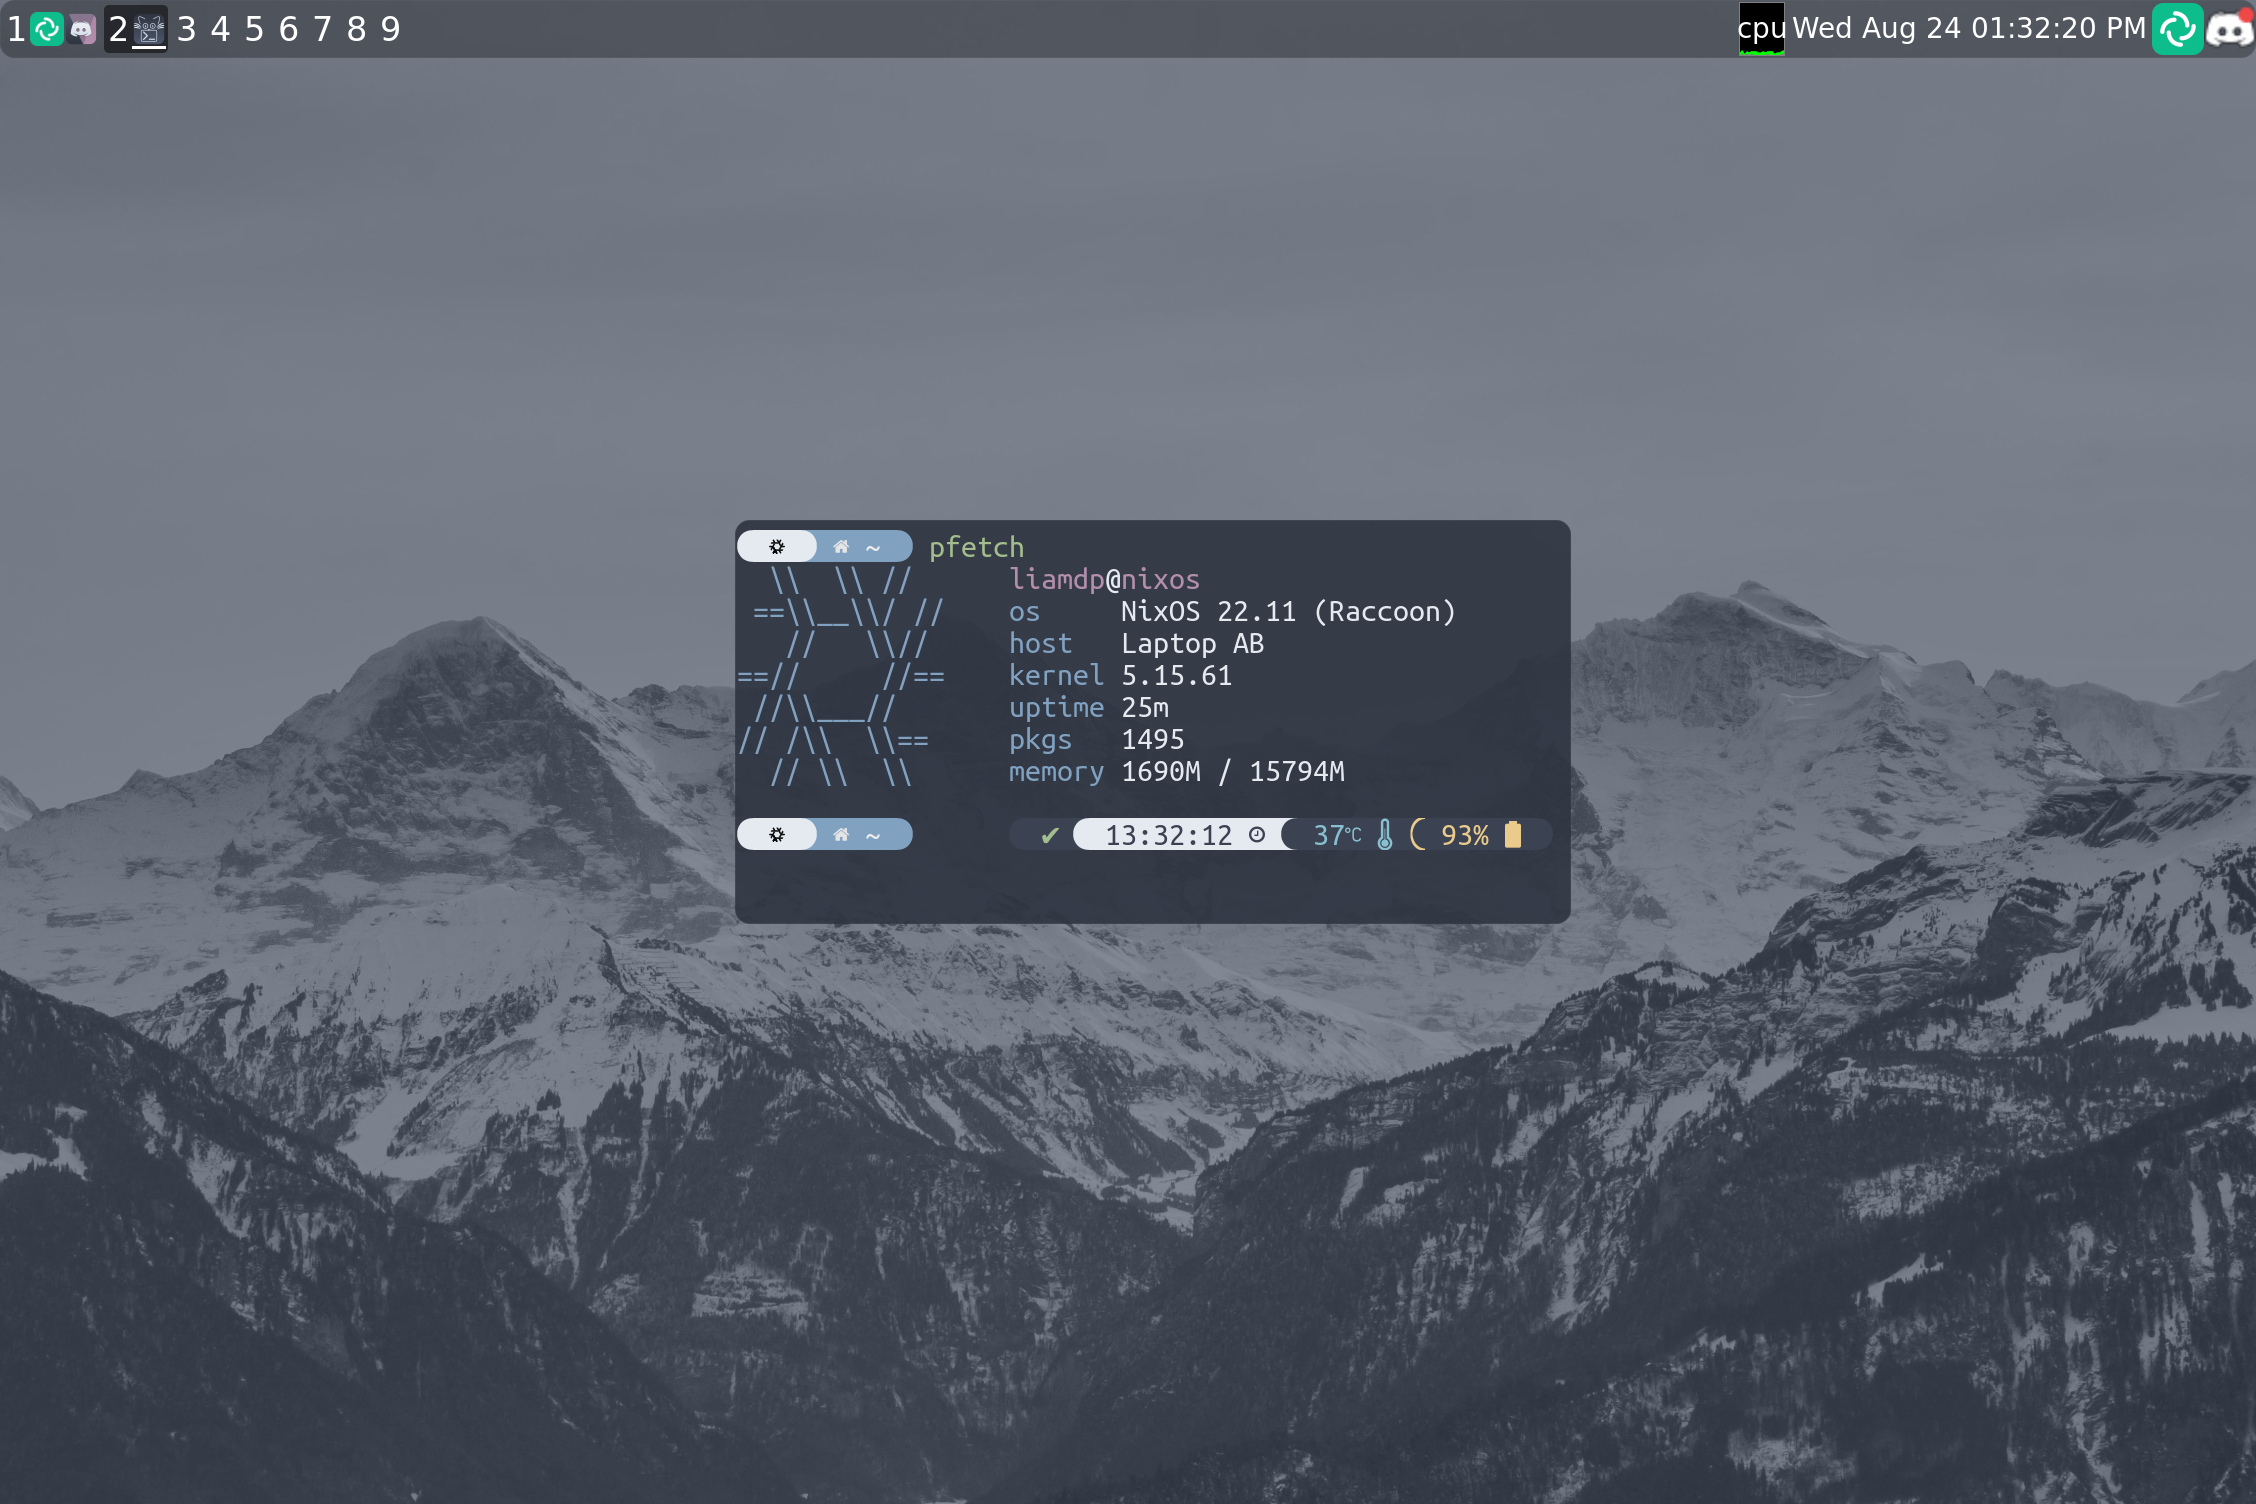 1 2 3 4 5 6 7 8 9
cpu Wed Aug 24 01:32:20 PM
~ pfetch
\\   \\ //   liamdp@nixos
==\\__\\/ //   os NixOS 22.11 (Raccoon)
//   \\//   host Laptop AB
==//     //==   kernel 5.15.61
//\\___//   uptime 25m
// /\\  \\==   pkgs 1495
// \\  \\   memory 1690M / 15794M
~ ✔ 13:32:12 37℃ 93%